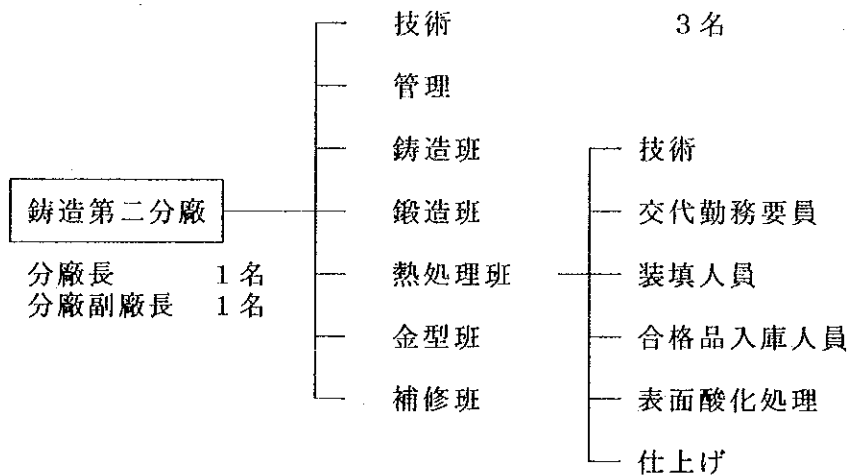 技術 3名
管理
鋳造班
鍛造班
熱処理班
金型班
補修班
鋳造第二分廠
分廠長 1名
分廠副廠長 1名
技術
交代勤務要員
装填人員
合格品入庫人員
表面酸化処理
仕上げ